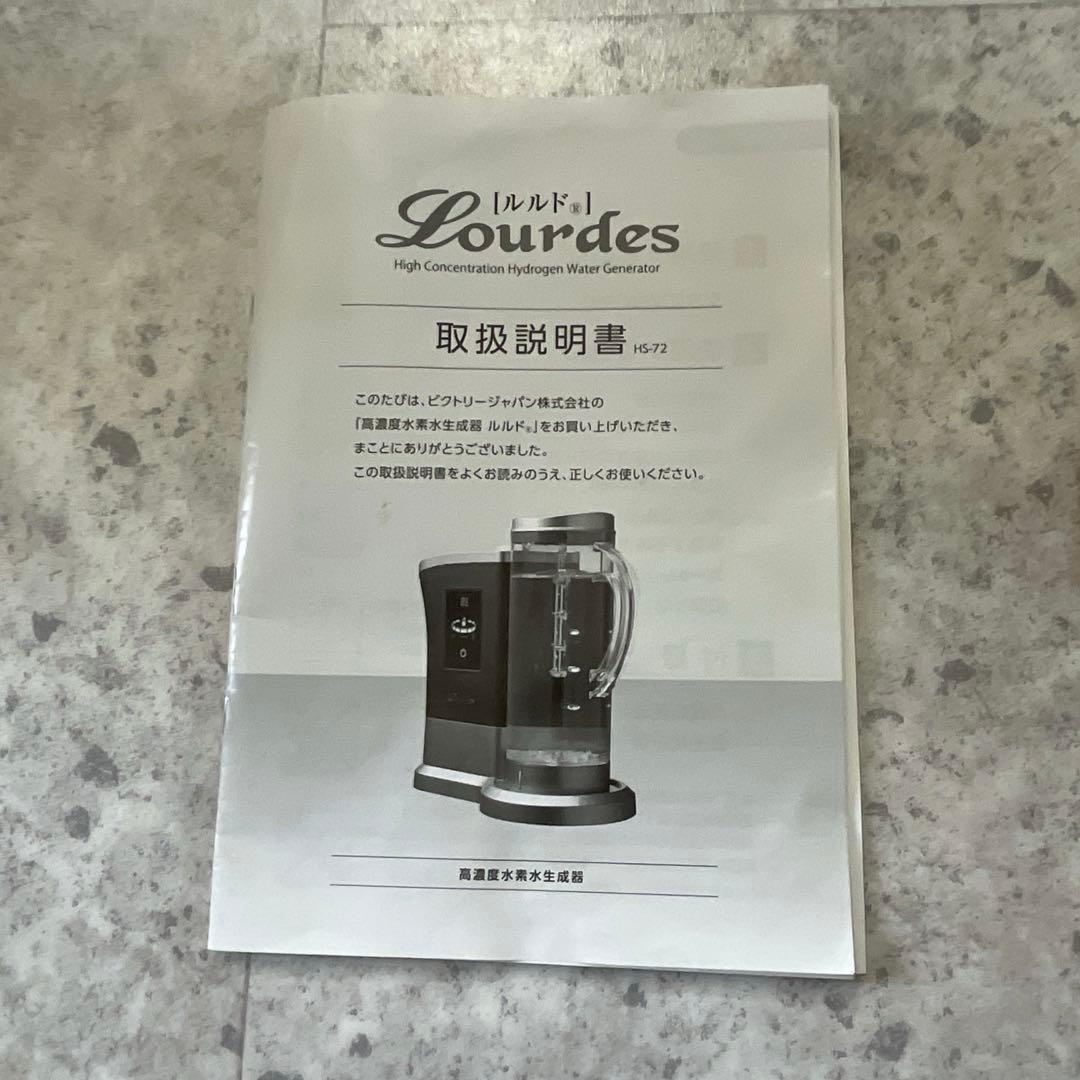 [ルルド®]
Lourdes
High Concentration Hydrogen Water Generator
取扱説明書 HS-72
このたびは、ビクトリージャパン株式会社の
「高濃度水素水生成器 ルルド®」をお買い上げいただき、
まことにありがとうございました。
この取扱説明書をよくお読みのうえ、正しくお使いください。
高濃度水素水生成器